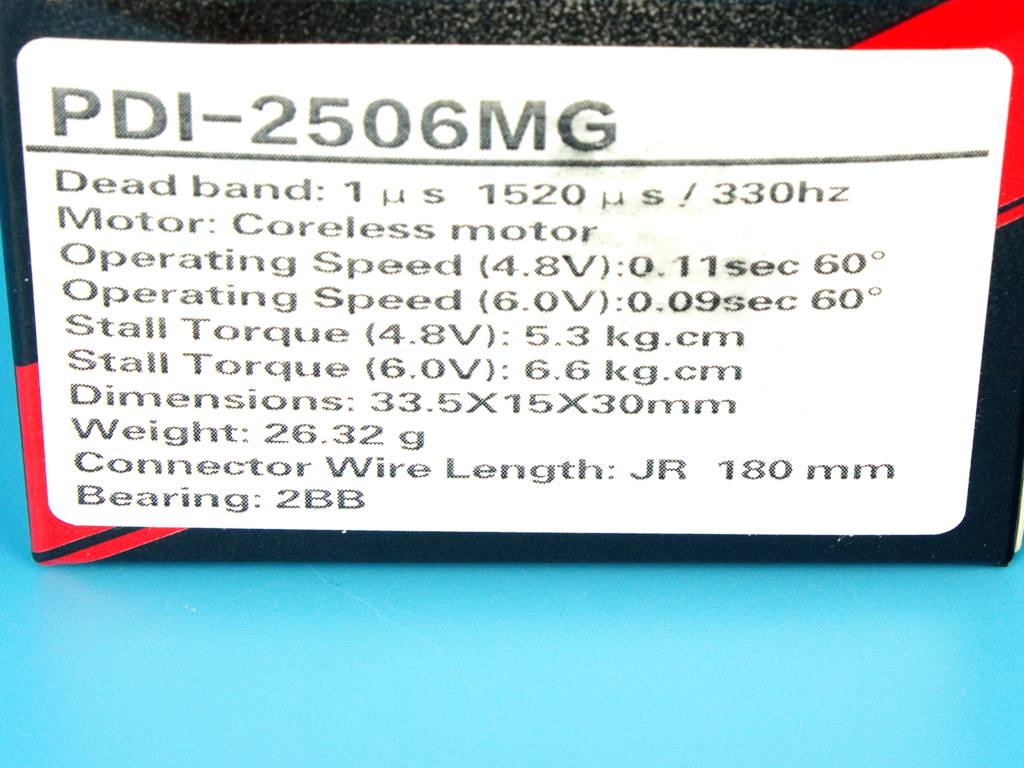 PDI-2506MG
Dead band: 1 μ s 1520 μ s / 330hz
Motor: Coreless motor
Operating Speed (4.8V):0.11sec 60°
Operating Speed (6.0V):0.09sec 60°
Stall Torque (4.8V): 5.3 kg.cm
Stall Torque (6.0V): 6.6 kg.cm
Dimensions: 33.5X15X30mm
Weight: 26.32 g
Connector Wire Length: JR 180 mm
Bearing: 2BB